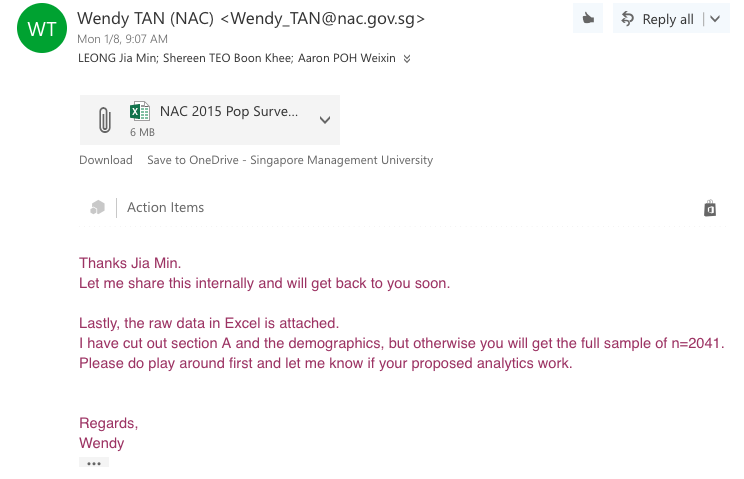 WT
Wendy TAN (NAC) <Wendy_TAN@nac.gov.sg>
Reply all
Mon 1/8, 9:07 AM
LEONG Jia Min; Shereen TEO Boon Khee; Aaron POH Weixin
NAC 2015 Pop Surve...
6 MB
Download Save to OneDrive - Singapore Management University
Action Items
Thanks Jia Min.
Let me share this internally and will get back to you soon.
Lastly, the raw data in Excel is attached.
I have cut out section A and the demographics, but otherwise you will get the full sample of n=2041.
Please do play around first and let me know if your proposed analytics work.
Regards,
Wendy
...